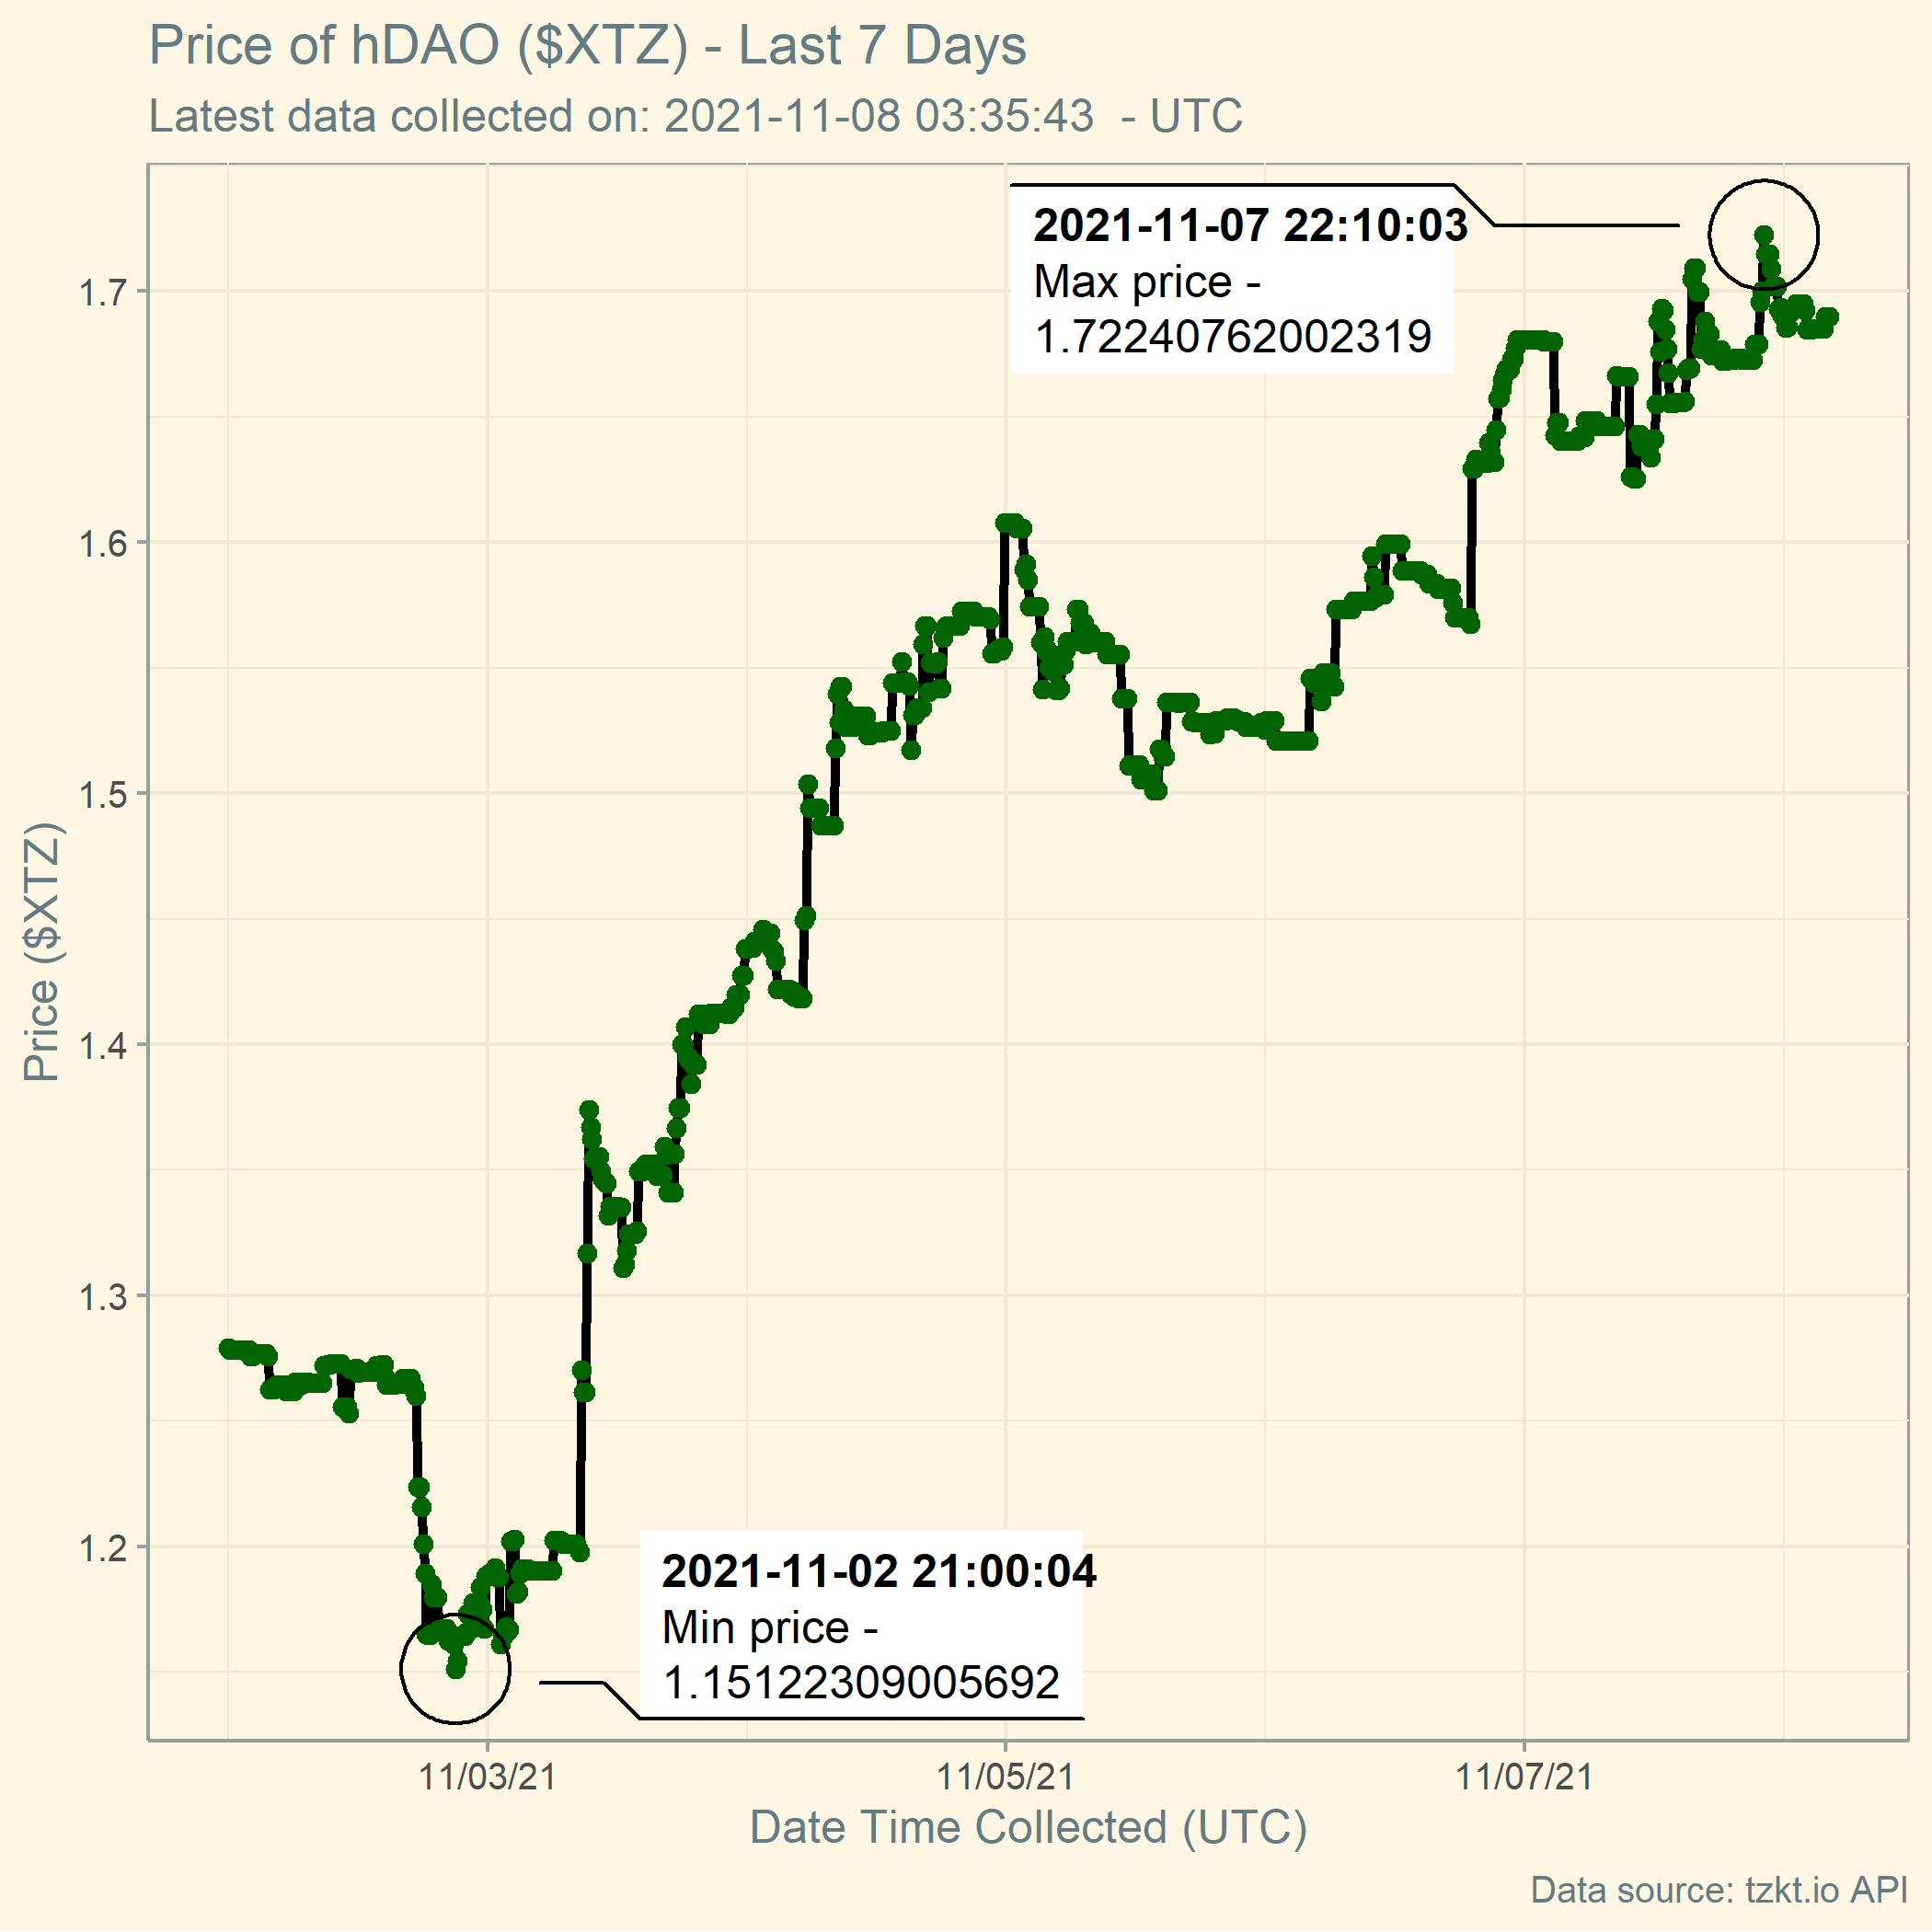 Price of hDAO ($XTZ) - Last 7 Days
Latest data collected on: 2021-11-08 03:35:43  - UTC
2021-11-07 22:10:03
Max price -
1.72240762002319
1.7
1.6
1.5
1.4
1.3
1.2
Price ($XTZ)
2021-11-02 21:00:04
Min price -
1.15122309005692
11/03/21
11/05/21
11/07/21
Date Time Collected (UTC)
Data source: tzkt.io API